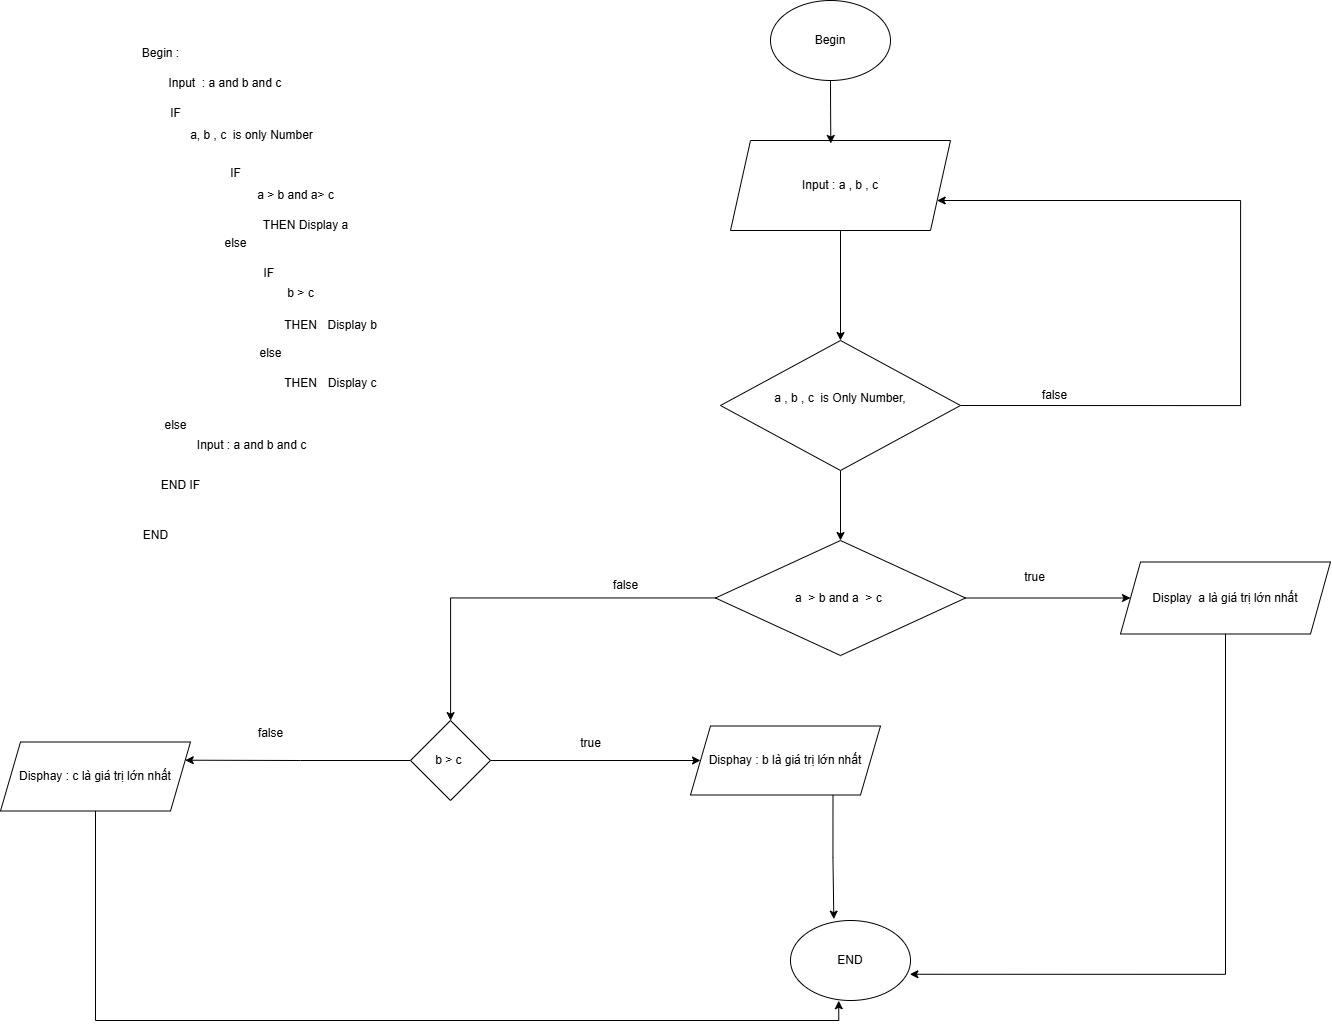 Begin :
Input : a and b and c
IF
a, b , c is only Number
IF
a > b and a> c
THEN Display a
else
IF
b > c
THEN Display b
else
THEN Display c
else
Input : a and b and c
END IF
END
Begin
Input : a , b , c
a , b , c is Only Number,
false
a > b and a > c
false
true
Display a là giá trị lớn nhất
b > c
false
true
Disphay : c là giá trị lớn nhất
Disphay : b là giá trị lớn nhất
END